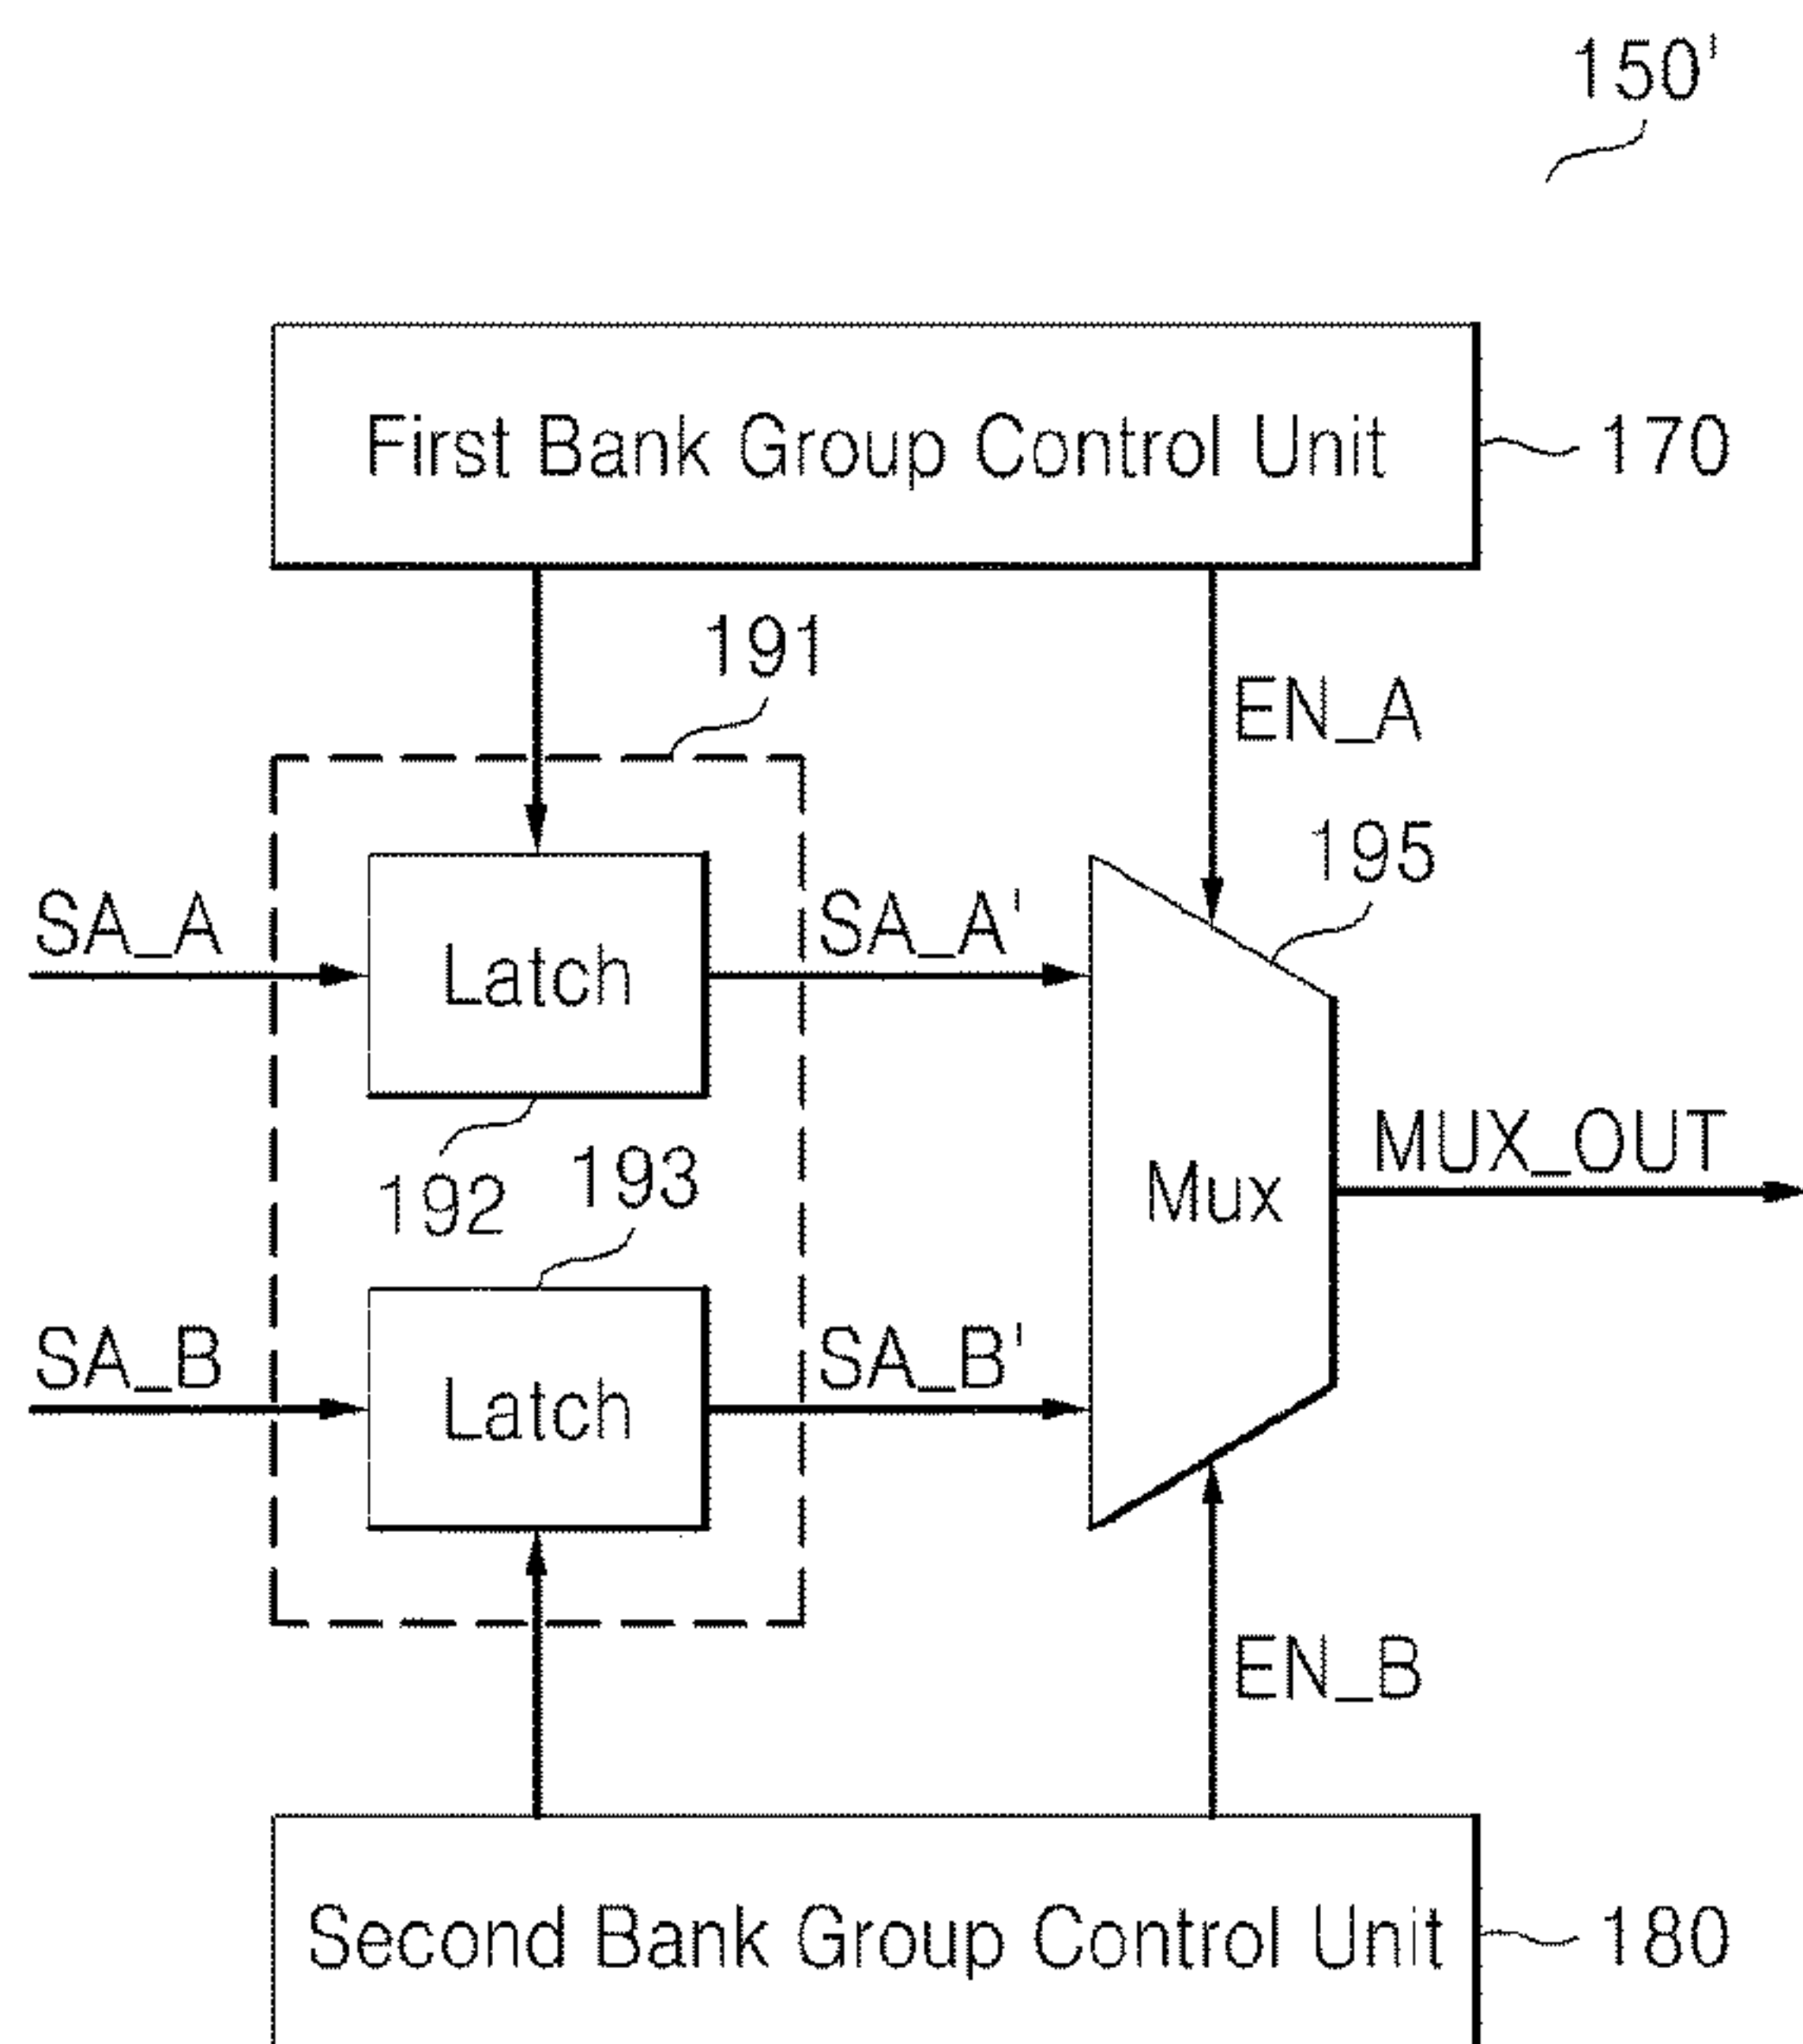 150'
First Bank Group Control Unit
170
191
EN_A
195
SA_A
Latch
SA_A'
192
193
Mux
MUX_OUT
SA_B
Latch
SA_B'
EN_B
Second Bank Group Control Unit
180